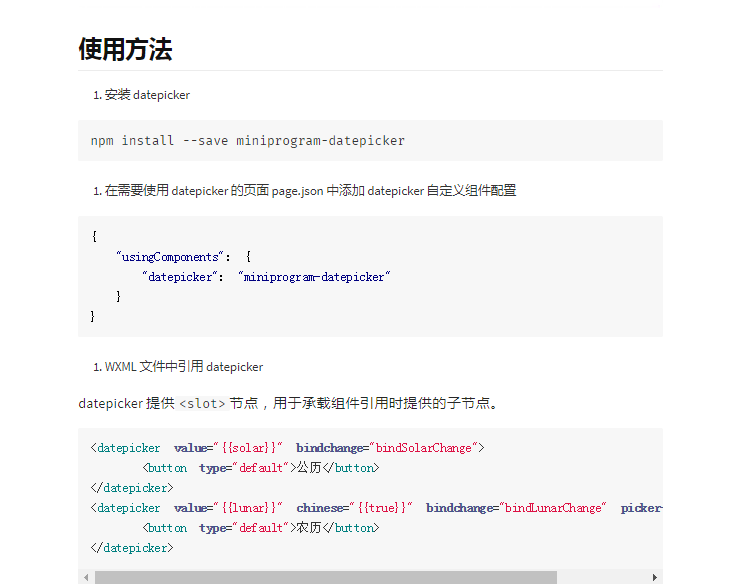 使用方法
1. 安装 datepicker
npm install --save miniprogram-datepicker
1. 在需要使用 datepicker 的页面 page.json 中添加 datepicker 自定义组件配置
{
"usingComponents": {
"datepicker": "miniprogram-datepicker"
}
}
1. WXML 文件中引用 datepicker
datepicker 提供 <slot> 节点，用于承载组件引用时提供的子节点。
<datepicker value="{{solar}}" bindchange="bindSolarChange">
<button type="default">公历</button>
</datepicker>
<datepicker value="{{lunar}}" chinese="{{true}}" bindchange="bindLunarChange" picker-
<button type="default">农历</button>
</datepicker>